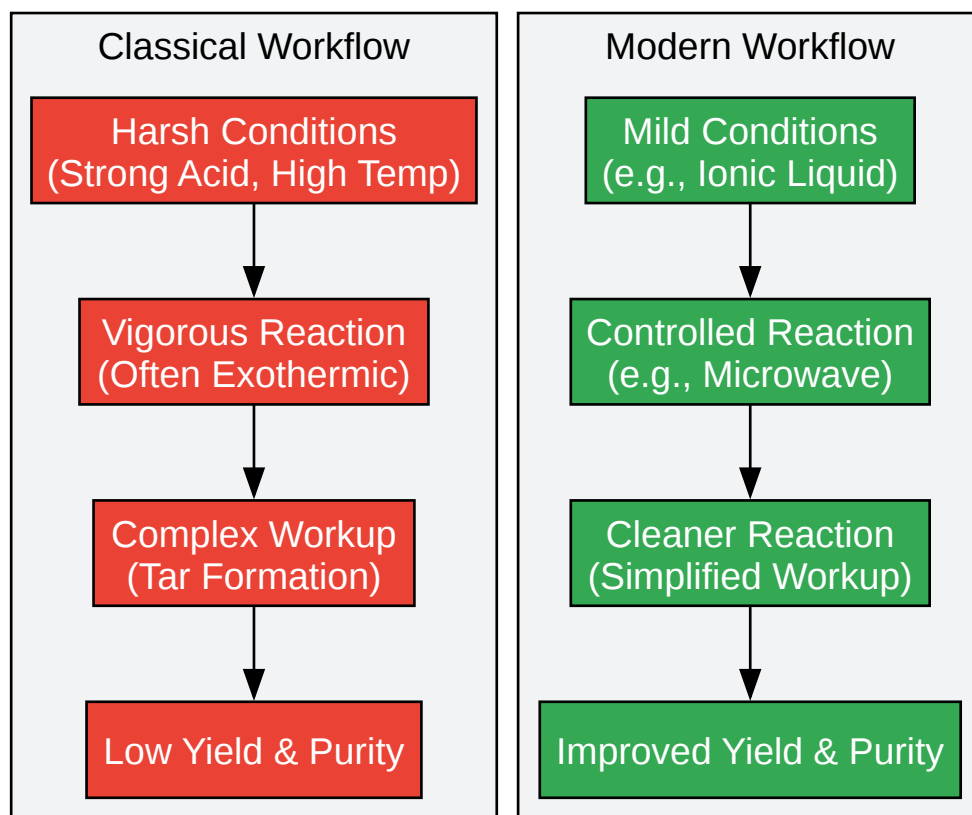 Classical Workflow
Harsh Conditions
(Strong Acid, High Temp)
Vigorous Reaction
(Often Exothermic)
Complex Workup
(Tar Formation)
Low Yield & Purity
Modern Workflow
Mild Conditions
(e.g., Ionic Liquid)
Controlled Reaction
(e.g., Microwave)
Cleaner Reaction
(Simplified Workup)
Improved Yield & Purity